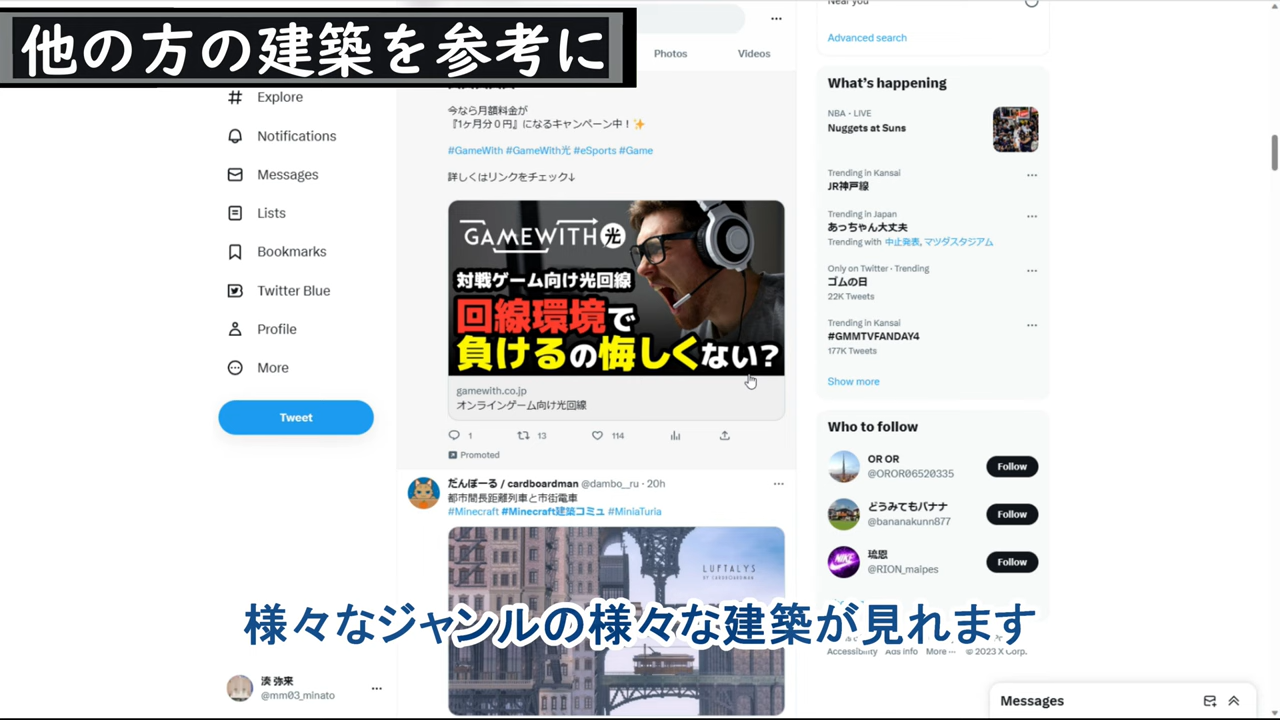 他の方の建築を参考に
Explore
Notifications
Messages
Lists
Bookmarks
Twitter Blue
Profile
More
Tweet
湊 弥来
@mm03_minato
Photos
Videos
今なら月額料金が
『1ヶ月分０円』になるキャンペーン中！✨
#GameWith #GameWith光 #eSports #Game
詳しくはリンクをチェック↓
GAMEWITH光
対戦ゲーム向け光回線
回線環境で
負けるの悔しくない?
gamewith.co.jp
オンラインゲーム向け光回線
1 13 114
Promoted
だんぼーる / cardboardman @dambo__ru · 20h
都市間長距離列車と市街電車
#Minecraft #Minecraft建築コミュ #MiniaTuria
LUFTALYS
BY CARDBOARDMAN
様々なジャンルの様々な建築が見れます
Near you
Advanced search
What's happening
NBA · LIVE
Nuggets at Suns
Trending in Kansai
JR神戸線
Trending in Japan
あっちゃん大丈夫
Trending with 中止発表, マツダスタジアム
Only on Twitter · Trending
ゴムの日
22K Tweets
Trending in Kansai
#GMMTVFANDAY4
177K Tweets
Show more
Who to follow
OR OR
@OROR06520335
Follow
どうみてもバナナ
@bananakunn877
Follow
琉恩
@RION_maipes
Follow
Accessibility Ads info More ··· © 2023 X Corp.
Messages